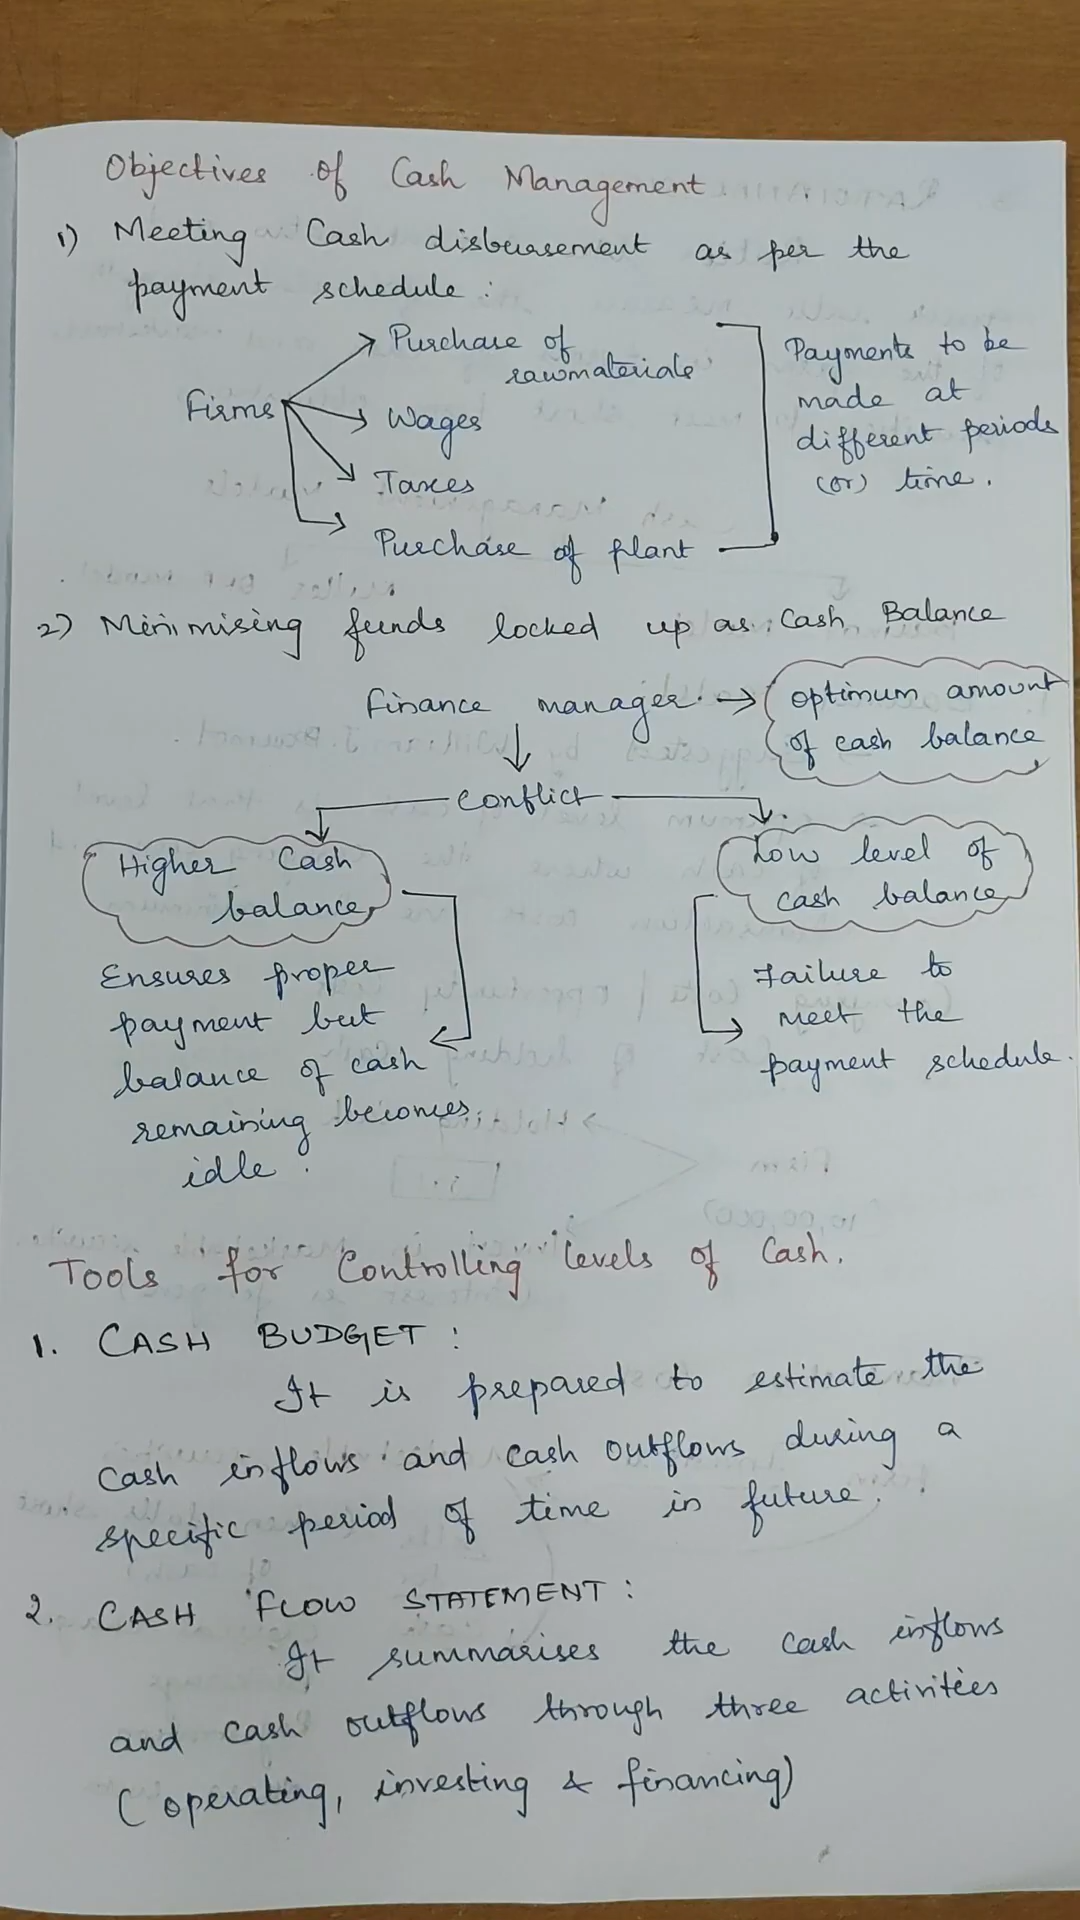 Objectives of Cash Management
1) Meeting Cash disbursement as per the
payment schedule :
Firms
Purchase of
rawmaterials
Wages
Taxes
Purchase of plant
Payments to be
made at
different periods
(or) time.
2) Minimising funds locked up as Cash Balance
Finance manager → optimum amount
of cash balance
Conflict
Higher Cash
balance
Ensures proper
payment but
balance of cash
remaining becomes
idle.
Low level of
cash balance
Failure to
meet the
payment schedule.
Tools for Controlling levels of Cash.
1. CASH BUDGET :
It is prepared to estimate the
cash inflows and cash outflows during a
specific period of time in future.
2. CASH FLOW STATEMENT :
It summarises the cash inflows
and cash outflows through three activities
(operating, investing & financing)